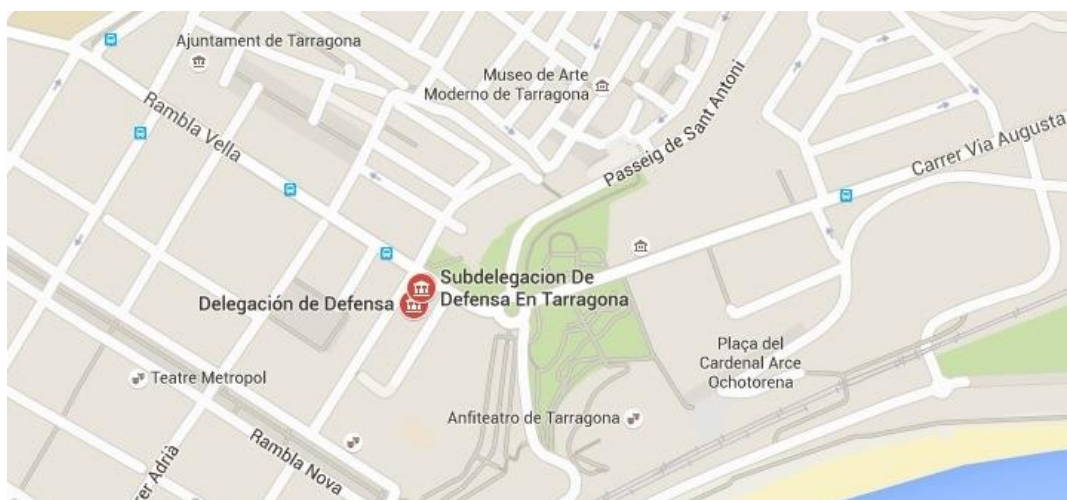 Ajuntament de Tarragona
Museo de Arte
Moderno de Tarragona
Rambla Vella
Passeig de Sant Antoni
Carrer Via Augusta
Subdelegacion De
Defensa En Tarragona
Delegación de Defensa
Plaça del
Cardenal Arce
Ochotorena
Teatre Metropol
Anfiteatro de Tarragona
Rambla Nova
Adrià